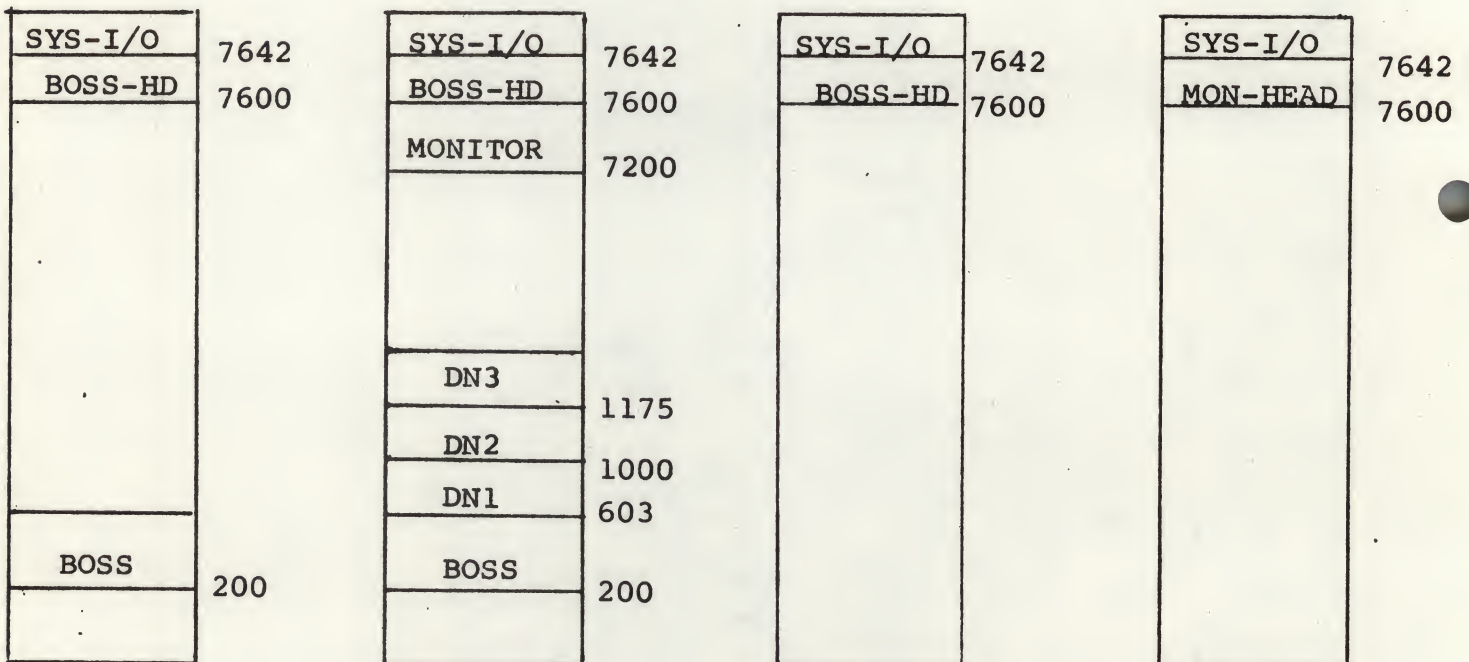 SYS-I/O
7642
BOSS-HD
7600
BOSS
200
SYS-I/O
7642
BOSS-HD
7600
MONITOR
7200
DN3
1175
DN2
1000
DN1
603
BOSS
200
SYS-I/O
7642
BOSS-HD
7600
SYS-I/O
7642
MON-HEAD
7600